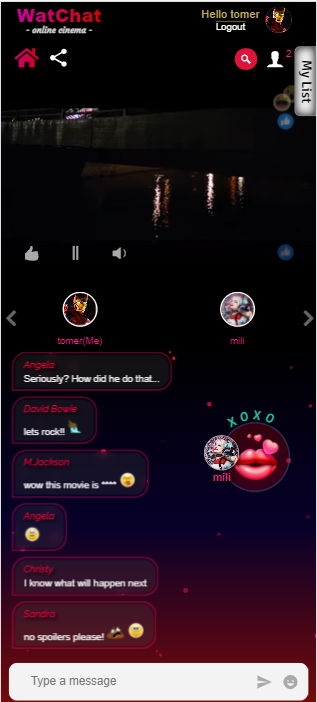 WatChat
- online cinema -
Hello tomer
Logout
2
My List
tomer(Me)
mili
Angela
Seriously? How did he do that...
David Bowie
lets rock!!
M.Jackson
wow this movie is ****
XOXO
mili
Angela
Christy
I know what will happen next
Sandra
no spoilers please!
Type a message